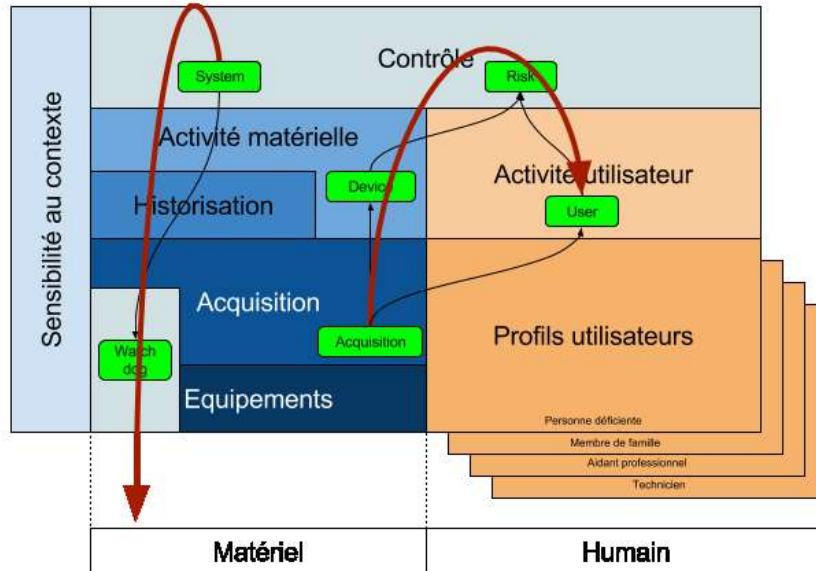 Sensibilité au contexte
Contrôle
System
Risk
Activité matérielle
Device
Historisation
Activité utilisateur
User
Acquisition
Acquisition
Watch
dog
Equipements
Profils utilisateurs
Personne déficiente
Membre de famille
Aidant professionnel
Technicien
Matériel
Humain